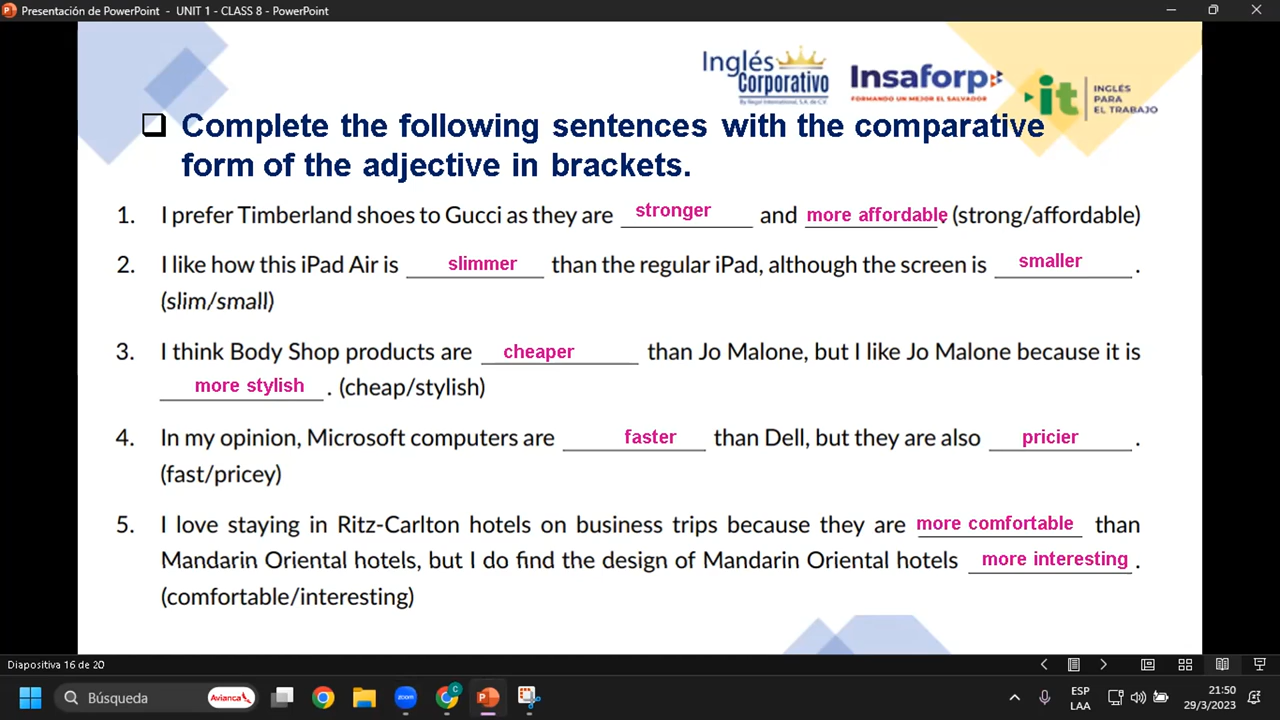 Presentación de PowerPoint - UNIT 1 - CLASS 8 - PowerPoint
Inglés
Corporativo
By Regal International, S.A. de C.V.
Insaforp
FORMANDO UN MEJOR EL SALVADOR
it
INGLÉS
PARA
EL TRABAJO
Complete the following sentences with the comparative
form of the adjective in brackets.
1. I prefer Timberland shoes to Gucci as they are stronger and more affordable. (strong/affordable)
2. I like how this iPad Air is slimmer than the regular iPad, although the screen is smaller.
(slim/small)
3. I think Body Shop products are cheaper than Jo Malone, but I like Jo Malone because it is
more stylish. (cheap/stylish)
4. In my opinion, Microsoft computers are faster than Dell, but they are also pricier.
(fast/pricey)
5. I love staying in Ritz-Carlton hotels on business trips because they are more comfortable than
Mandarin Oriental hotels, but I do find the design of Mandarin Oriental hotels more interesting.
(comfortable/interesting)
Diapositiva 16 de 20
Búsqueda
Avianca
zoom
C
ESP
LAA
21:50
29/3/2023